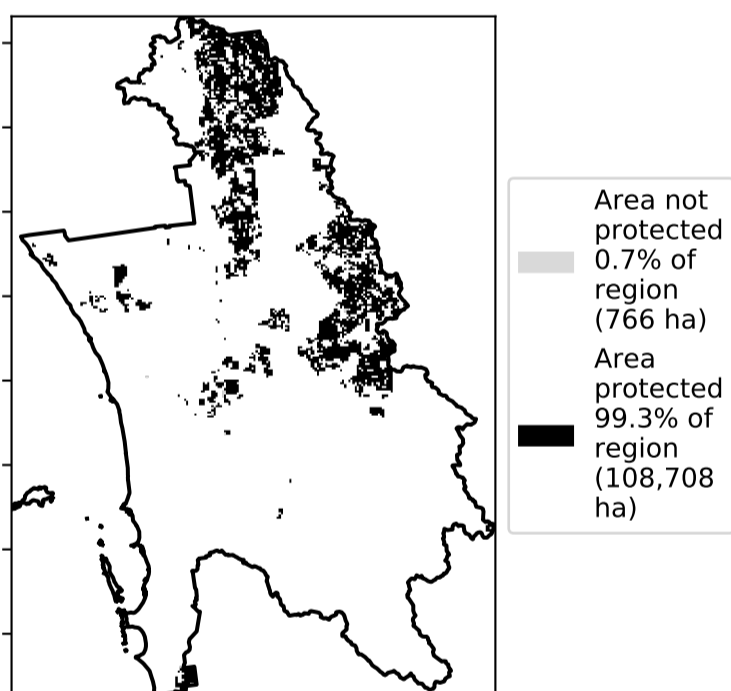 Area not
protected
0.7% of
region
(766 ha)
Area
protected
99.3% of
region
(108,708
ha)